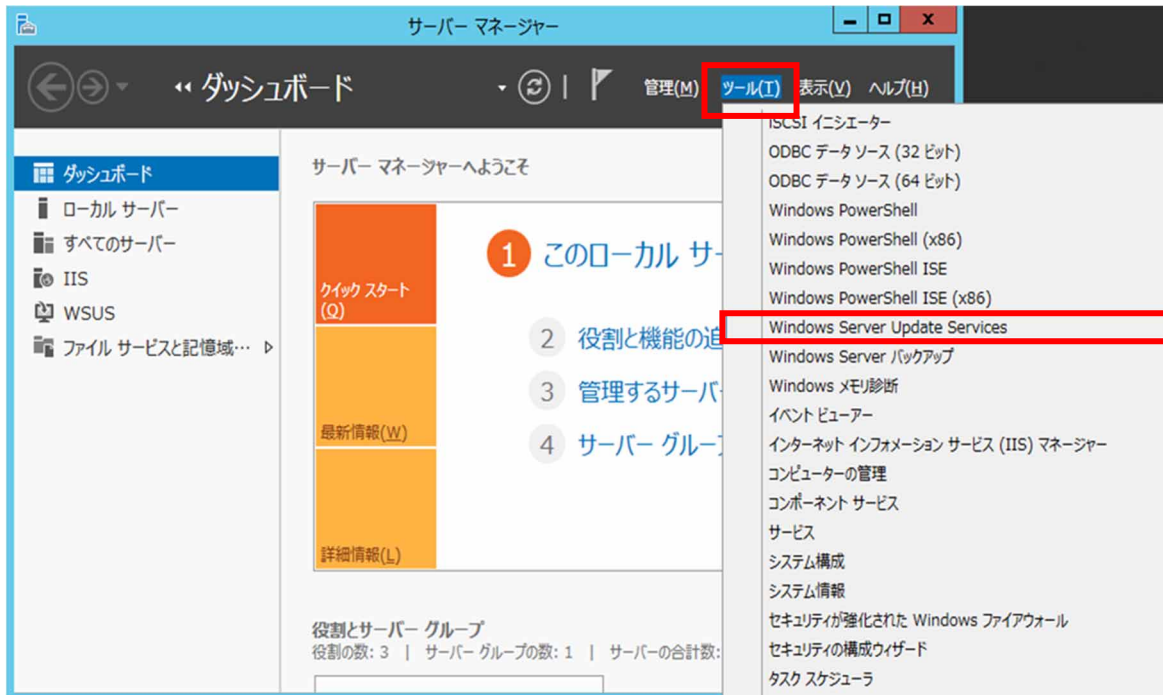 サーバー マネージャー
ダッシュボード
管理(M)
ツール(T)
表示(V)
ヘルプ(H)
ダッシュボード
ローカル サーバー
すべてのサーバー
IIS
WSUS
ファイル サービスと記憶域…
サーバー マネージャーへようこそ
クイック スタート
(Q)
最新情報(W)
詳細情報(L)
1 このローカル サー
2 役割と機能の追
3 管理するサーバー
4 サーバー グループ
役割とサーバー グループ
役割の数: 3 | サーバー グループの数: 1 | サーバーの合計数:
iSCSI イニシエーター
ODBC データ ソース (32 ビット)
ODBC データ ソース (64 ビット)
Windows PowerShell
Windows PowerShell (x86)
Windows PowerShell ISE
Windows PowerShell ISE (x86)
Windows Server Update Services
Windows Server バックアップ
Windows メモリ診断
イベント ビューアー
インターネット インフォメーション サービス (IIS) マネージャー
コンピューターの管理
コンポーネント サービス
サービス
システム構成
システム情報
セキュリティが強化された Windows ファイアウォール
セキュリティの構成ウィザード
タスク スケジューラ